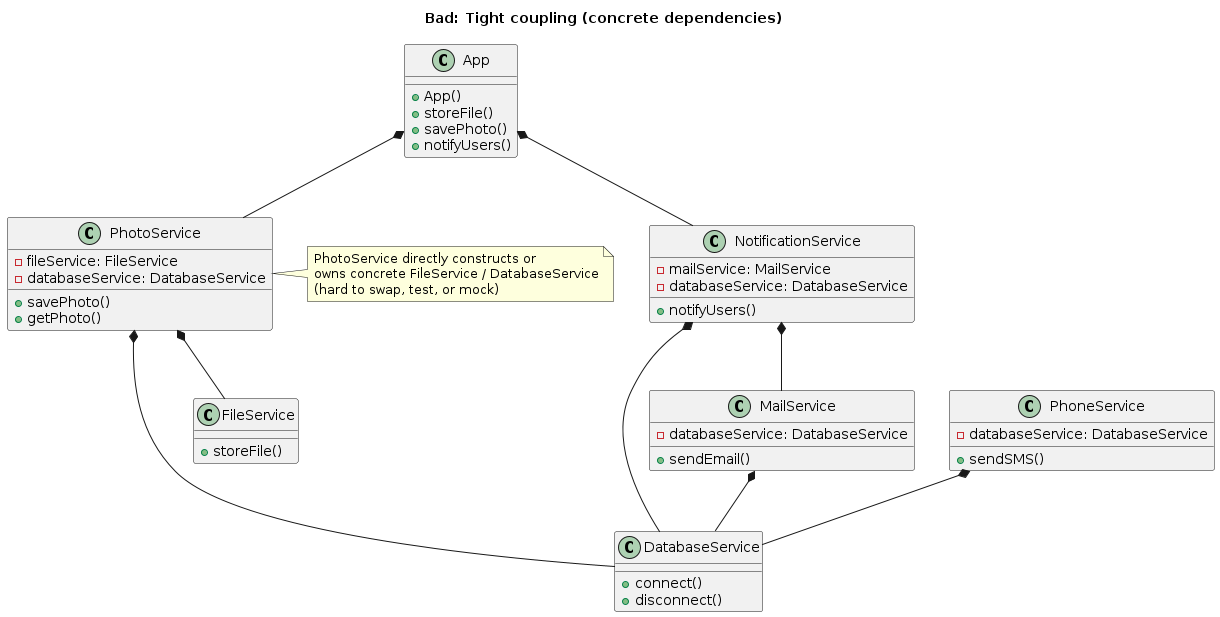 Bad: Tight coupling (concrete dependencies)
C App
App()
storeFile()
savePhoto()
notifyUsers()
C PhotoService
fileService: FileService
databaseService: DatabaseService
savePhoto()
getPhoto()
PhotoService directly constructs or
owns concrete FileService / DatabaseService
(hard to swap, test, or mock)
C NotificationService
mailService: MailService
databaseService: DatabaseService
notifyUsers()
C FileService
storeFile()
C MailService
databaseService: DatabaseService
sendEmail()
C PhoneService
databaseService: DatabaseService
sendSMS()
C DatabaseService
connect()
disconnect()